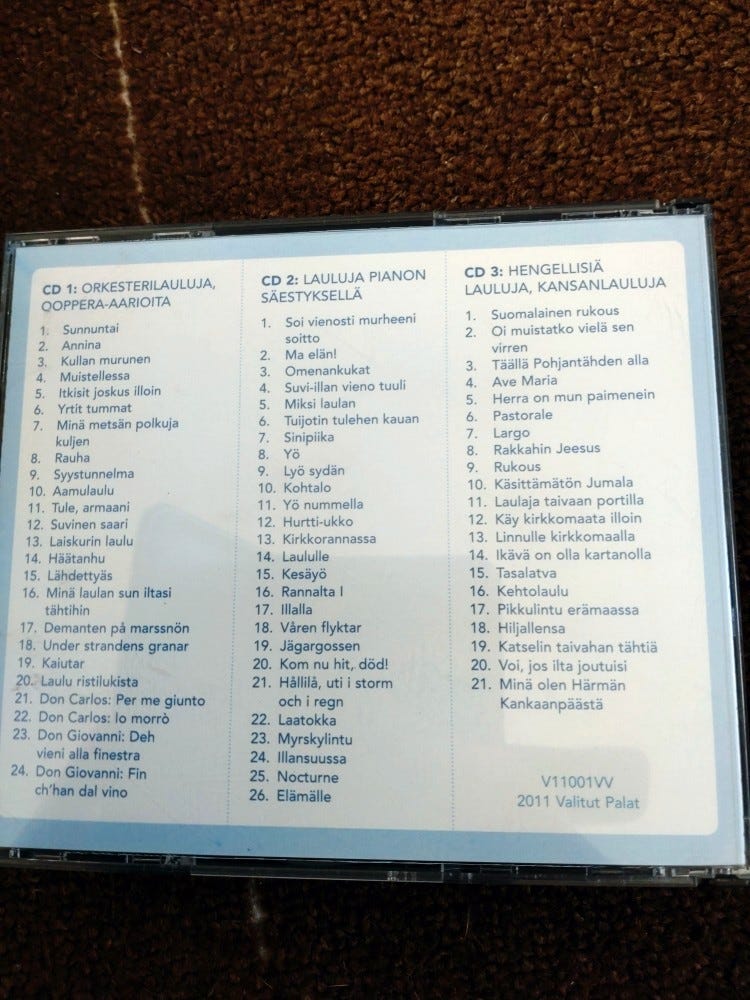 CD 1: ORKESTERILAULUJA,
OOPPERA-AARIOITA
1. Sunnuntai
2. Annina
3. Kullan murunen
4. Muistellessa
5. Itkisit joskus illoin
6. Yrtit tummat
7. Minä metsän polkuja
kuljen
8. Rauha
9. Syystunnelma
10. Aamulaulu
11. Tule, armaani
12. Suvinen saari
13. Laiskurin laulu
14. Häätanhu
15. Lähdettyäs
16. Minä laulan sun iltasi
tähtihin
17. Demanten på marssnön
18. Under strandens granar
19. Kaiutar
20. Laulu ristilukista
21. Don Carlos: Per me giunto
22. Don Carlos: Io morrò
23. Don Giovanni: Deh
vieni alla finestra
24. Don Giovanni: Fin
ch'han dal vino
CD 2: LAULUJA PIANON
SÄESTYKSELLÄ
1. Soi vienosti murheeni
soitto
2. Ma elän!
3. Omenankukat
4. Suvi-illan vieno tuuli
5. Miksi laulan
6. Tuijotin tulehen kauan
7. Sinipiika
8. Yö
9. Lyö sydän
10. Kohtalo
11. Yö nummella
12. Hurtti-ukko
13. Kirkkorannassa
14. Laululle
15. Kesäyö
16. Rannalta I
17. Illalla
18. Våren flyktar
19. Jägargossen
20. Kom nu hit, död!
21. Hållilå, uti i storm
och i regn
22. Laatokka
23. Myrskylintu
24. Illansuussa
25. Nocturne
26. Elämälle
CD 3: HENGELLISIÄ
LAULUJA, KANSANLAULUJA
1. Suomalainen rukous
2. Oi muistatko vielä sen
virren
3. Täällä Pohjantähden alla
4. Ave Maria
5. Herra on mun paimenein
6. Pastorale
7. Largo
8. Rakkahin Jeesus
9. Rukous
10. Käsittämätön Jumala
11. Laulaja taivaan portilla
12. Käy kirkkomaata illoin
13. Linnulle kirkkomaalla
14. Ikävä on olla kartanolla
15. Tasalatva
16. Kehtolaulu
17. Pikkulintu erämaassa
18. Hiljallensa
19. Katselin taivahan tähtiä
20. Voi, jos ilta joutuisi
21. Minä olen Härmän
Kankaanpäästä
V11001VV
2011 Valitut Palat